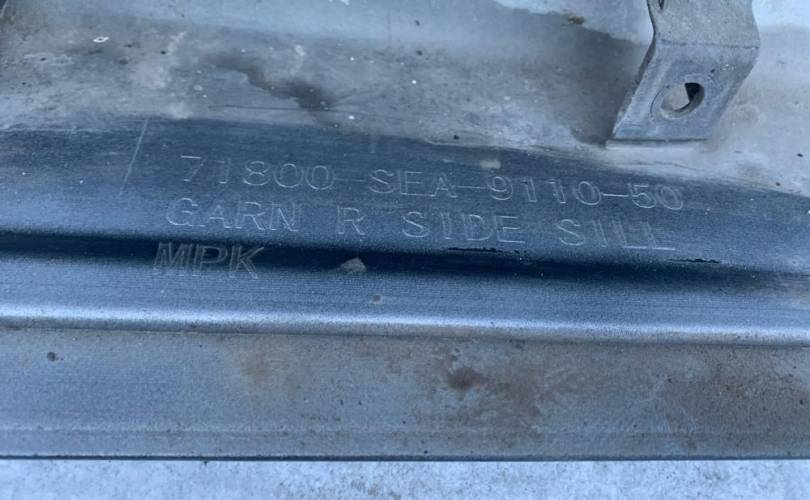 71800-SEA-9110-50
GARN R SIDE SILL
MPK